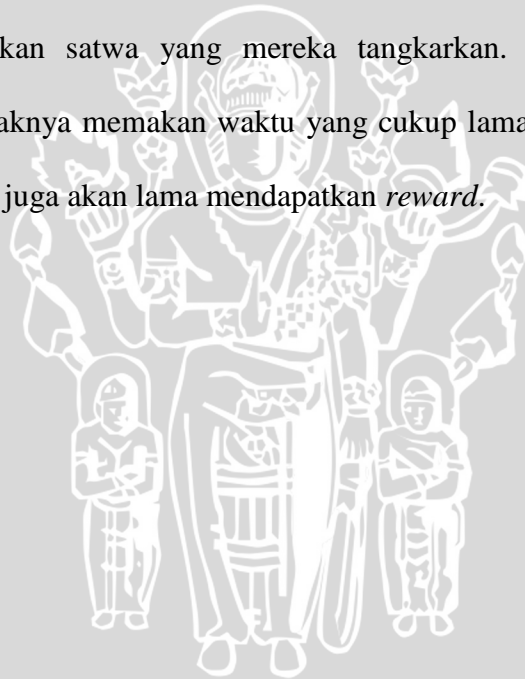 kan satwa yang mereka tangkarkan.
aknya memakan waktu yang cukup lama
juga akan lama mendapatkan reward.